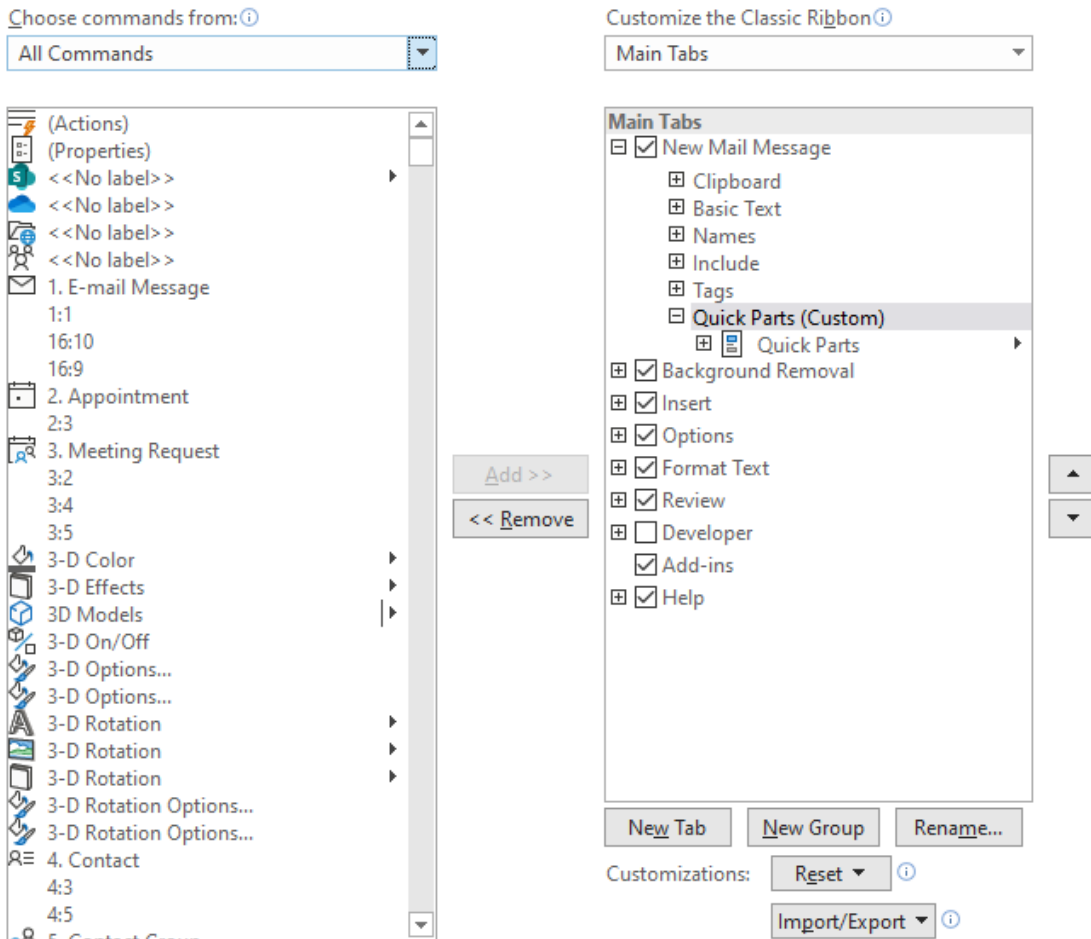 Choose commands from:
All Commands
(Actions)
(Properties)
<<No label>>
<<No label>>
<<No label>>
<<No label>>
1. E-mail Message
1:1
16:10
16:9
2. Appointment
2:3
3. Meeting Request
3:2
3:4
3:5
3-D Color
3-D Effects
3D Models
3-D On/Off
3-D Options...
3-D Options...
3-D Rotation
3-D Rotation
3-D Rotation
3-D Rotation Options...
3-D Rotation Options...
4. Contact
4:3
4:5
5. Contact Group
Add >>
<< Remove
Customize the Classic Ribbon
Main Tabs
Main Tabs
New Mail Message
Clipboard
Basic Text
Names
Include
Tags
Quick Parts (Custom)
Quick Parts
Background Removal
Insert
Options
Format Text
Review
Developer
Add-ins
Help
New Tab
New Group
Rename...
Customizations:
Reset
Import/Export